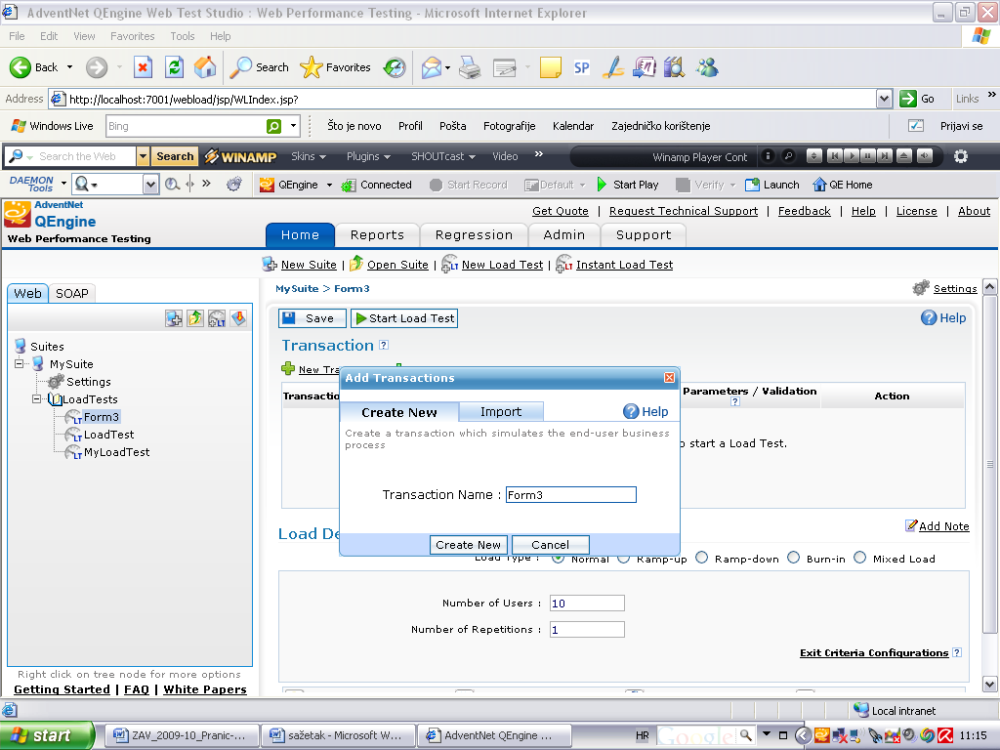 AdventNet QEngine Web Test Studio : Web Performance Testing - Microsoft Internet Explorer
File Edit View Favorites Tools Help
Back Search Favorites SP
Address http://localhost:7001/webload/jsp/WLIndex.jsp? Go Links »
Windows Live Bing Što je novo Profil Pošta Fotografije Kalendar Zajedničko korištenje Prijavi se
Search the Web Search WINAMP Skins Plugins SHOUTcast Video » Winamp Player Cont
DAEMON Tools » QEngine Connected Start Record Default Start Play Verify Launch QE Home
AdventNet
QEngine
Web Performance Testing
Get Quote | Request Technical Support | Feedback | Help | License | About
Home Reports Regression Admin Support
New Suite | Open Suite | New Load Test | Instant Load Test
Web SOAP
MySuite > Form3 Settings
Save Start Load Test Help
Suites
MySuite
Settings
LoadTests
Form3
LoadTest
MyLoadTest
Transaction ?
New Tra
Transactio Parameters / Validation ? Action
o start a Load Test.
Add Transactions
Create New Import Help
Create a transaction which simulates the end-user business
process
Transaction Name : Form3
Create New Cancel
Add Note
Load De
Load Type : Normal Ramp-up Ramp-down Burn-in Mixed Load
Number of Users : 10
Number of Repetitions : 1
Exit Criteria Configurations ?
Right click on tree node for more options
Getting Started | FAQ | White Papers
Local intranet
start ZAV_2009-10_Pranic-... sažetak - Microsoft W... AdventNet QEngine ... HR Google 11:15